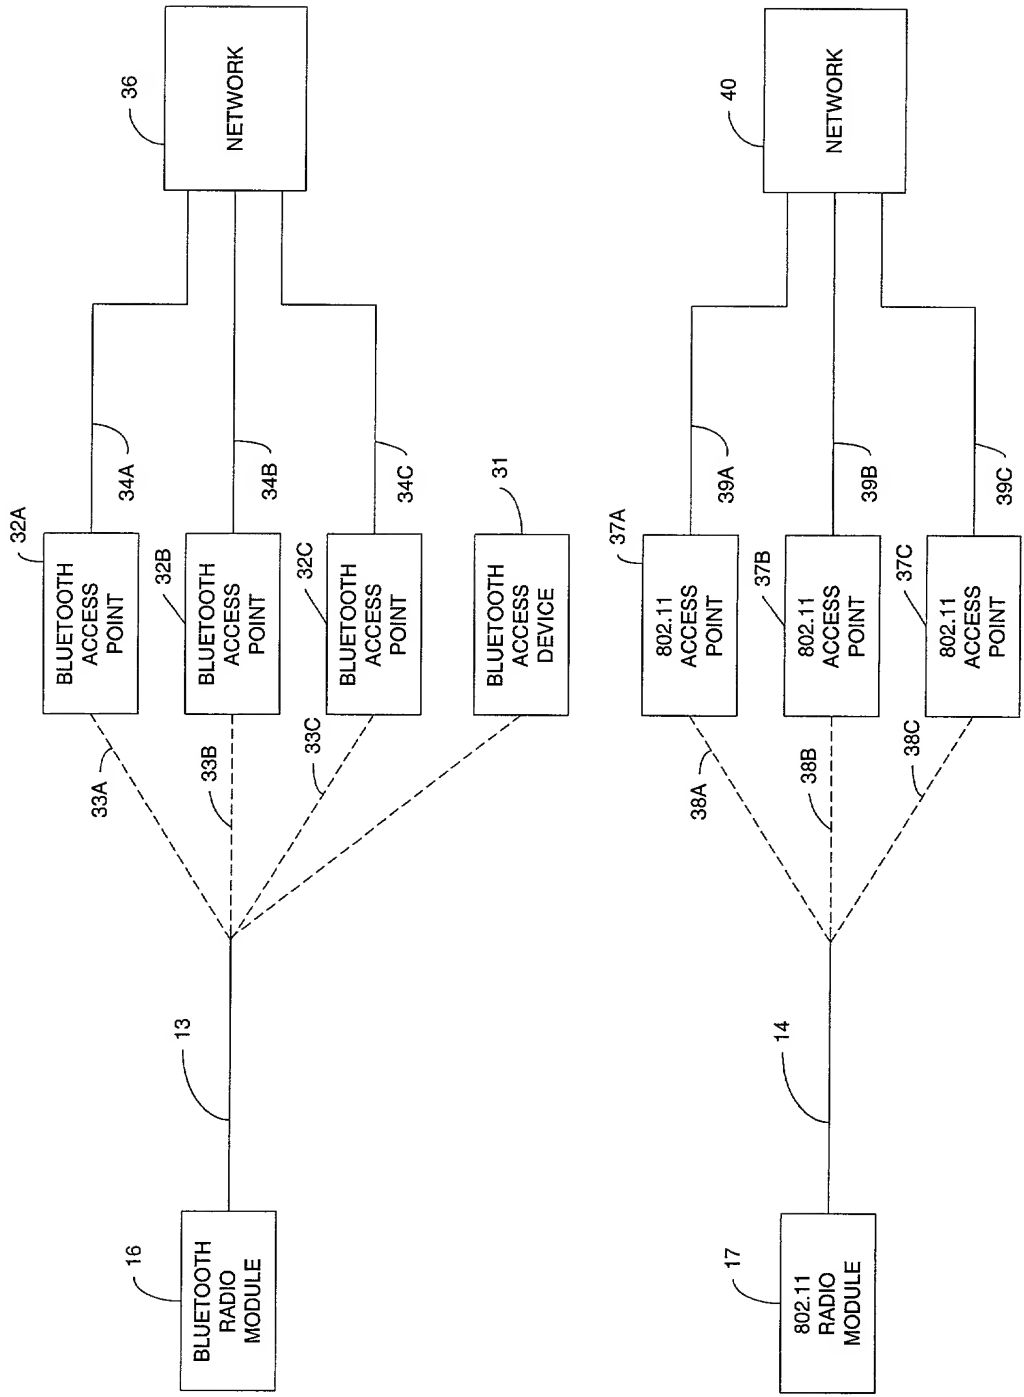 16
BLUETOOTH
RADIO
MODULE
13
33A
33B
33C
32A
BLUETOOTH
ACCESS
POINT
32B
BLUETOOTH
ACCESS
POINT
32C
BLUETOOTH
ACCESS
POINT
31
BLUETOOTH
ACCESS
DEVICE
34A
34B
34C
36
NETWORK
17
802.11
RADIO
MODULE
14
38A
38B
38C
37A
802.11
ACCESS
POINT
37B
802.11
ACCESS
POINT
37C
802.11
ACCESS
POINT
39A
39B
39C
40
NETWORK